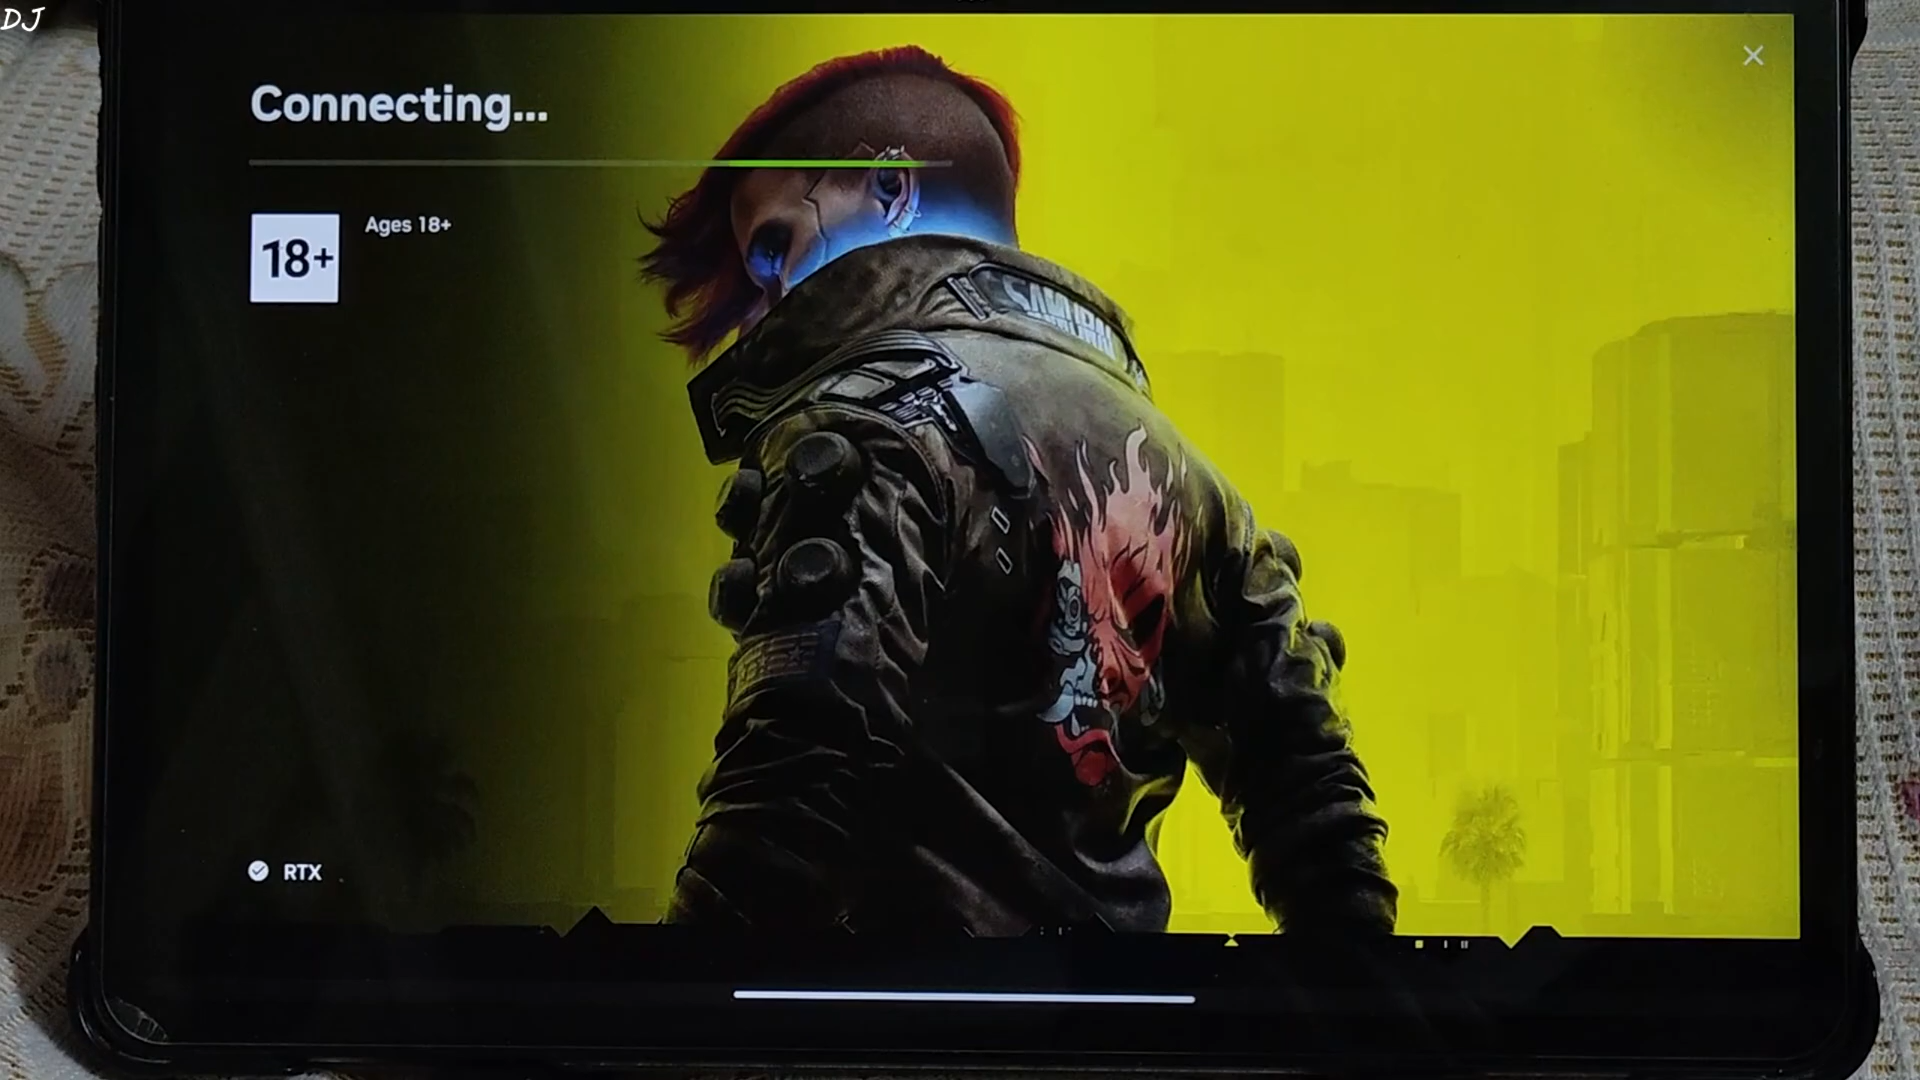 DJ
Connecting...
18+
Ages 18+
SAMURAI
RTX